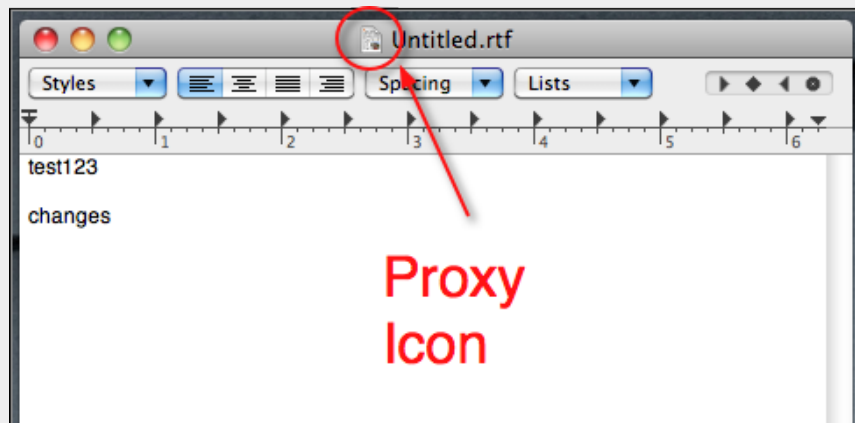 Untitled.rtf
Styles Spacing Lists
0 1 2 3 4 5 6
test123
changes
Proxy
Icon